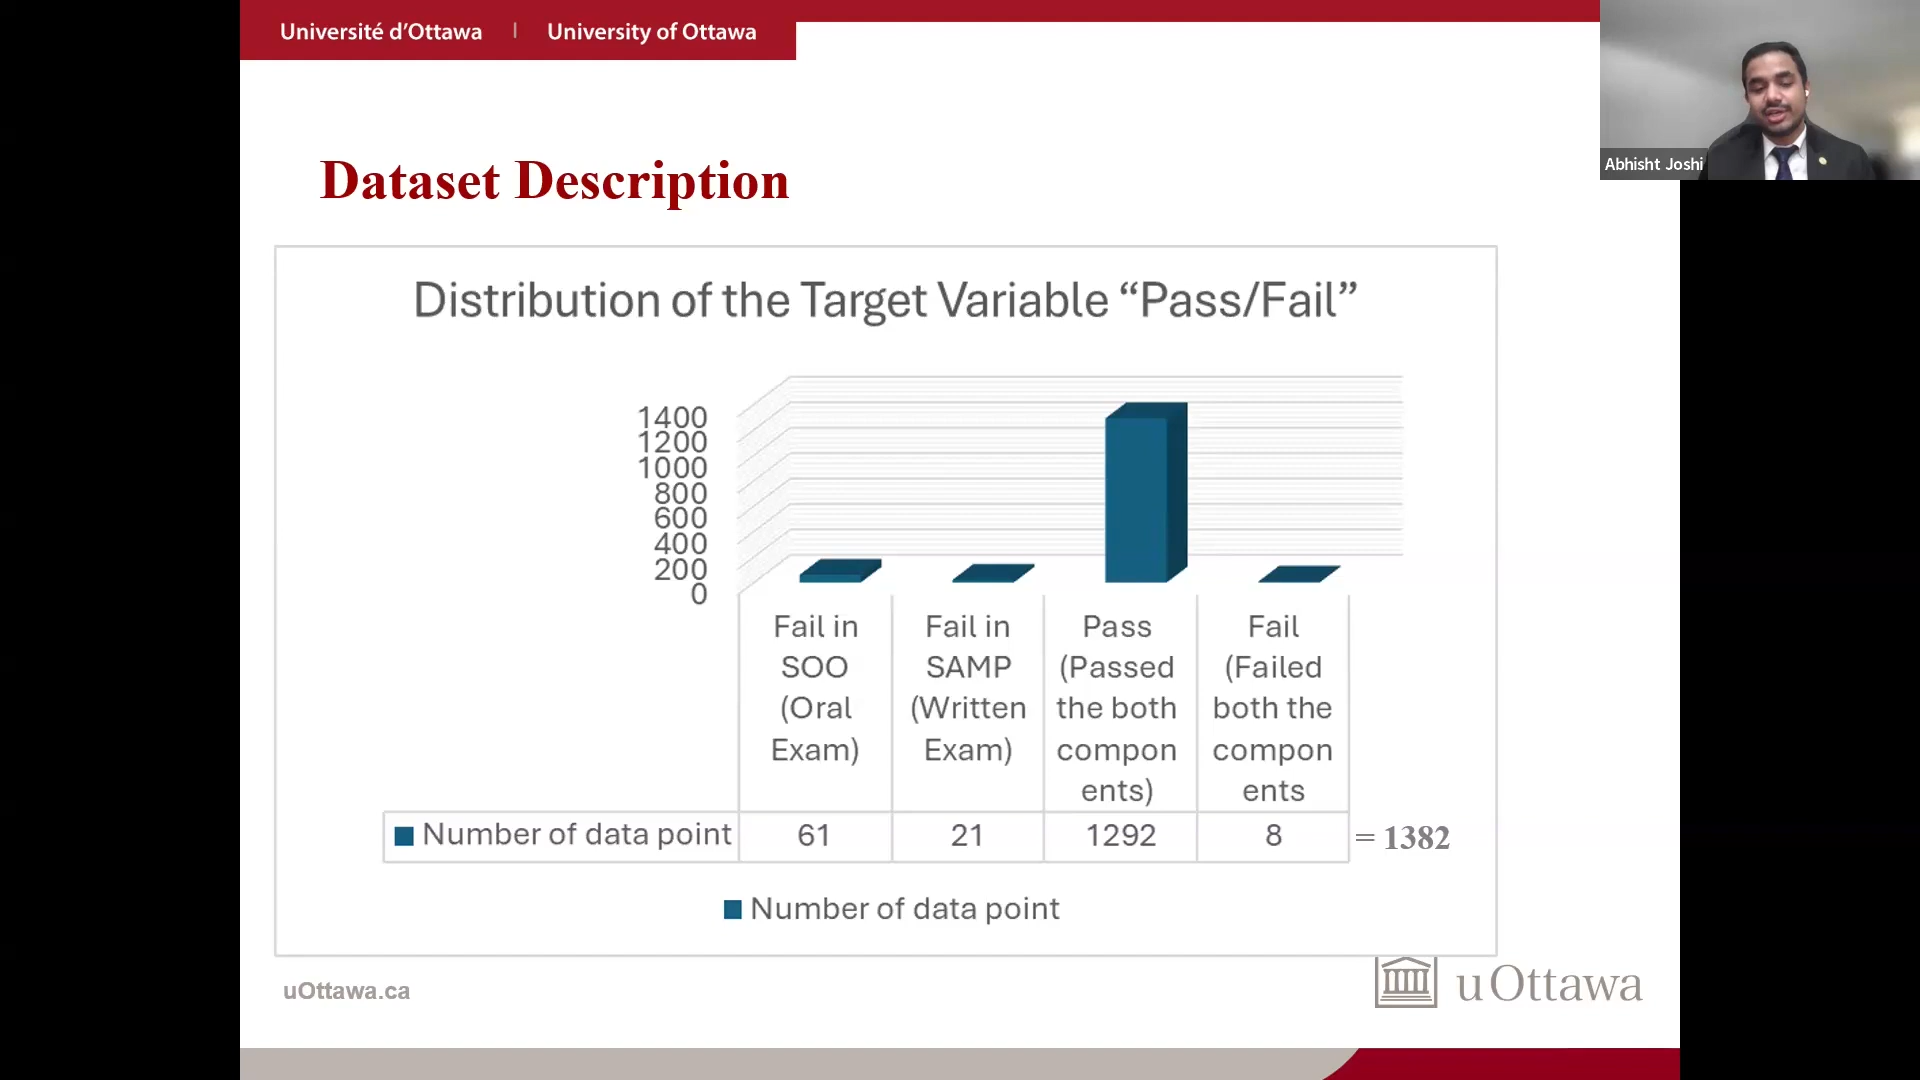 Université d'Ottawa | University of Ottawa
Abhisht Joshi
Dataset Description
Distribution of the Target Variable “Pass/Fail”
1400
1200
1000
800
600
400
200
0
Fail in
SOO
(Oral
Exam)
Fail in
SAMP
(Written
Exam)
Pass
(Passed
the both
compon
ents)
Fail
(Failed
both the
compon
ents
Number of data point 61 21 1292 8 = 1382
Number of data point
uOttawa.ca
uOttawa